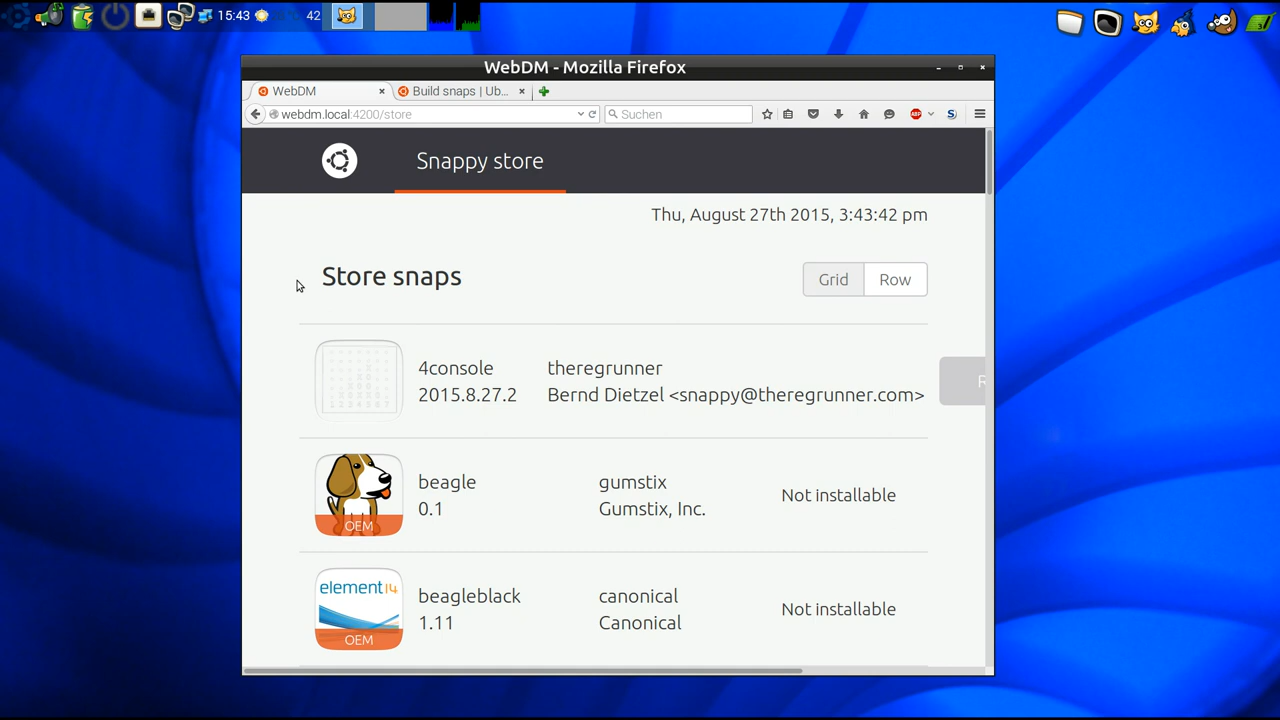 15:43
42
WebDM - Mozilla Firefox
WebDM
Build snaps | Ub...
webdm.local:4200/store
Suchen
ABP
S
Snappy store
Thu, August 27th 2015, 3:43:42 pm
Store snaps
Grid
Row
4console
theregrunner
2015.8.27.2
Bernd Dietzel <snappy@theregrunner.com>
beagle
gumstix
Not installable
0.1
Gumstix, Inc.
OEM
element14
beagleblack
canonical
Not installable
1.11
Canonical
OEM